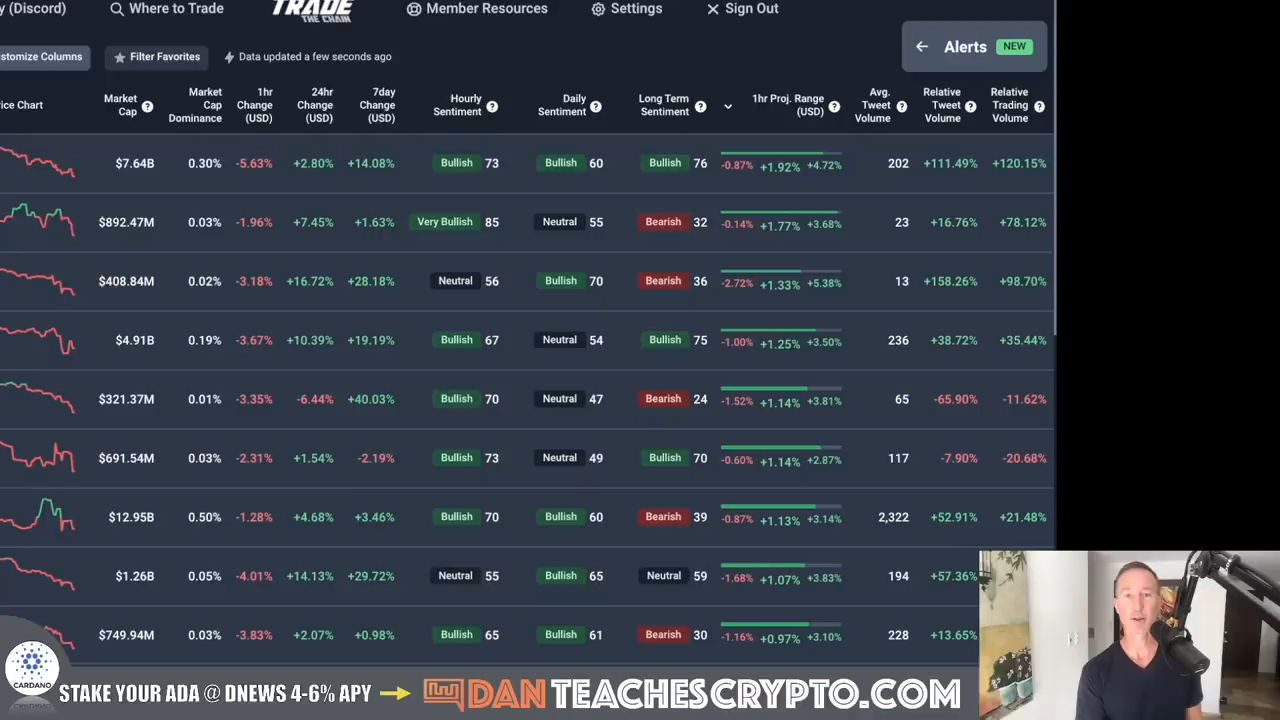 y (Discord) Where to Trade TRADE THE CHAIN Member Resources Settings Sign Out
stomize Columns Filter Favorites Data updated a few seconds ago Alerts NEW
ice Chart Market Cap Market Cap Dominance 1hr Change (USD) 24hr Change (USD) 7day Change (USD) Hourly Sentiment Daily Sentiment Long Term Sentiment 1hr Proj. Range (USD) Avg. Tweet Volume Relative Tweet Volume Relative Trading Volume
$7.64B 0.30% -5.63% +2.80% +14.08% Bullish 73 Bullish 60 Bullish 76 -0.87% +1.92% +4.72% 202 +111.49% +120.15%
$892.47M 0.03% -1.96% +7.45% +1.63% Very Bullish 85 Neutral 55 Bearish 32 -0.14% +1.77% +3.68% 23 +16.76% +78.12%
$408.84M 0.02% -3.18% +16.72% +28.18% Neutral 56 Bullish 70 Bearish 36 -2.72% +1.33% +5.38% 13 +158.26% +98.70%
$4.91B 0.19% -3.67% +10.39% +19.19% Bullish 67 Neutral 54 Bullish 75 -1.00% +1.25% +3.50% 236 +38.72% +35.44%
$321.37M 0.01% -3.35% -6.44% +40.03% Bullish 70 Neutral 47 Bearish 24 -1.52% +1.14% +3.81% 65 -65.90% -11.62%
$691.54M 0.03% -2.31% +1.54% -2.19% Bullish 73 Neutral 49 Bullish 70 -0.60% +1.14% +2.87% 117 -7.90% -20.68%
$12.95B 0.50% -1.28% +4.68% +3.46% Bullish 70 Bullish 60 Bearish 39 -0.87% +1.13% +3.14% 2,322 +52.91% +21.48%
$1.26B 0.05% -4.01% +14.13% +29.72% Neutral 55 Bullish 65 Neutral 59 -1.68% +1.07% +3.83% 194 +57.36%
$749.94M 0.03% -3.83% +2.07% +0.98% Bullish 65 Bullish 61 Bearish 30 -1.16% +0.97% +3.10% 228 +13.65%
CARDANO
STAKE YOUR ADA @ DNEWS 4-6% APY DANTEACHESCRYPTO.COM